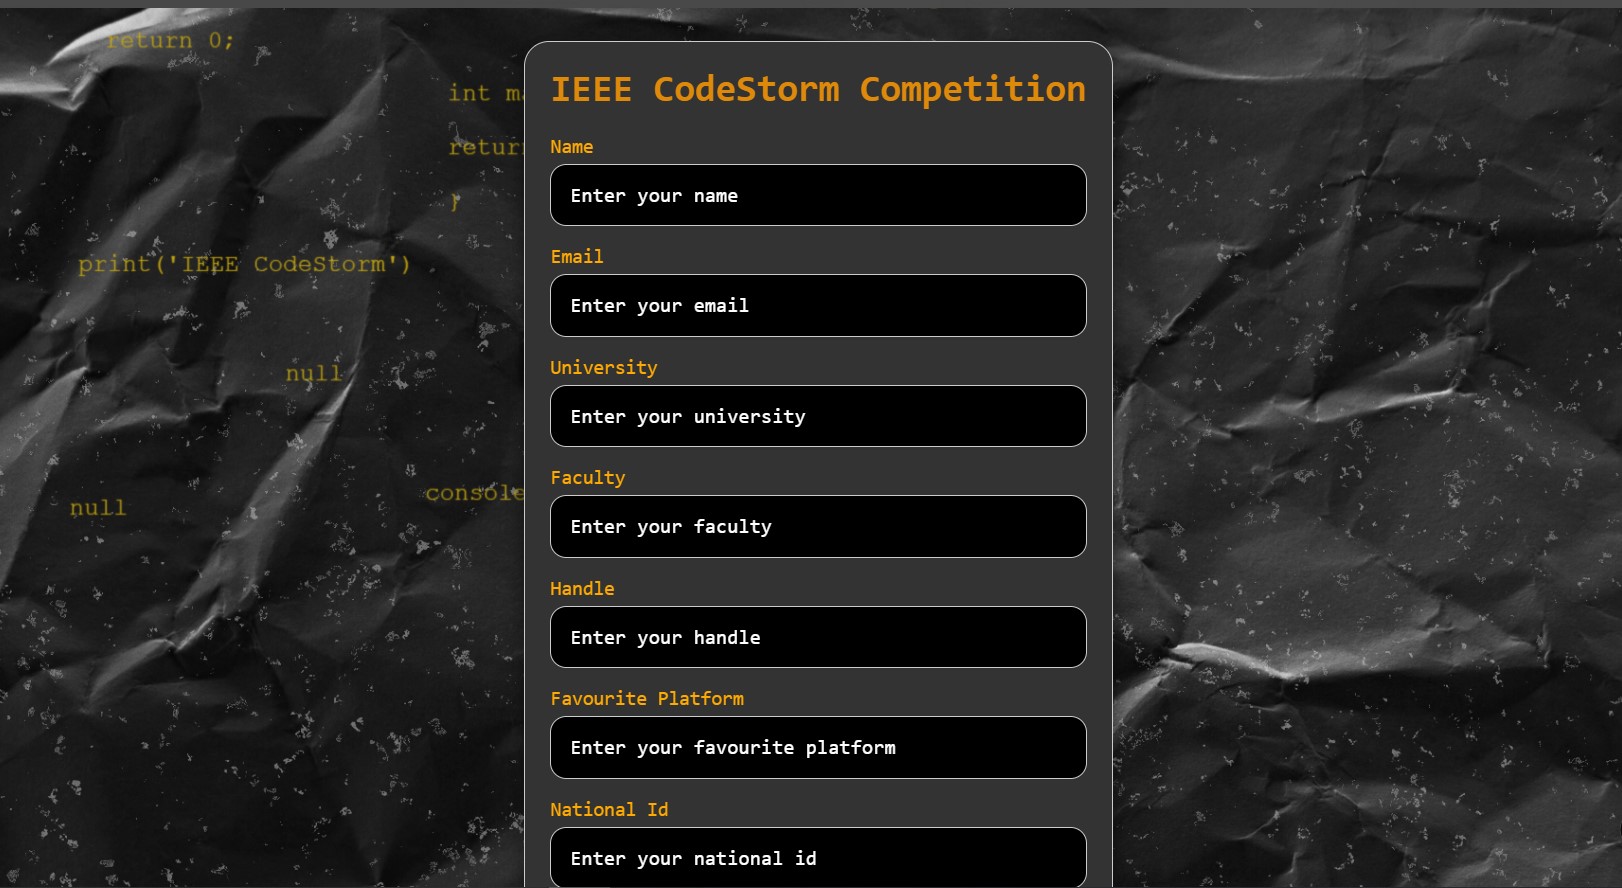 return 0;
int ma
return
}
print('IEEE CodeStorm')
null
null
console
IEEE CodeStorm Competition
Name
Enter your name
Email
Enter your email
University
Enter your university
Faculty
Enter your faculty
Handle
Enter your handle
Favourite Platform
Enter your favourite platform
National Id
Enter your national id